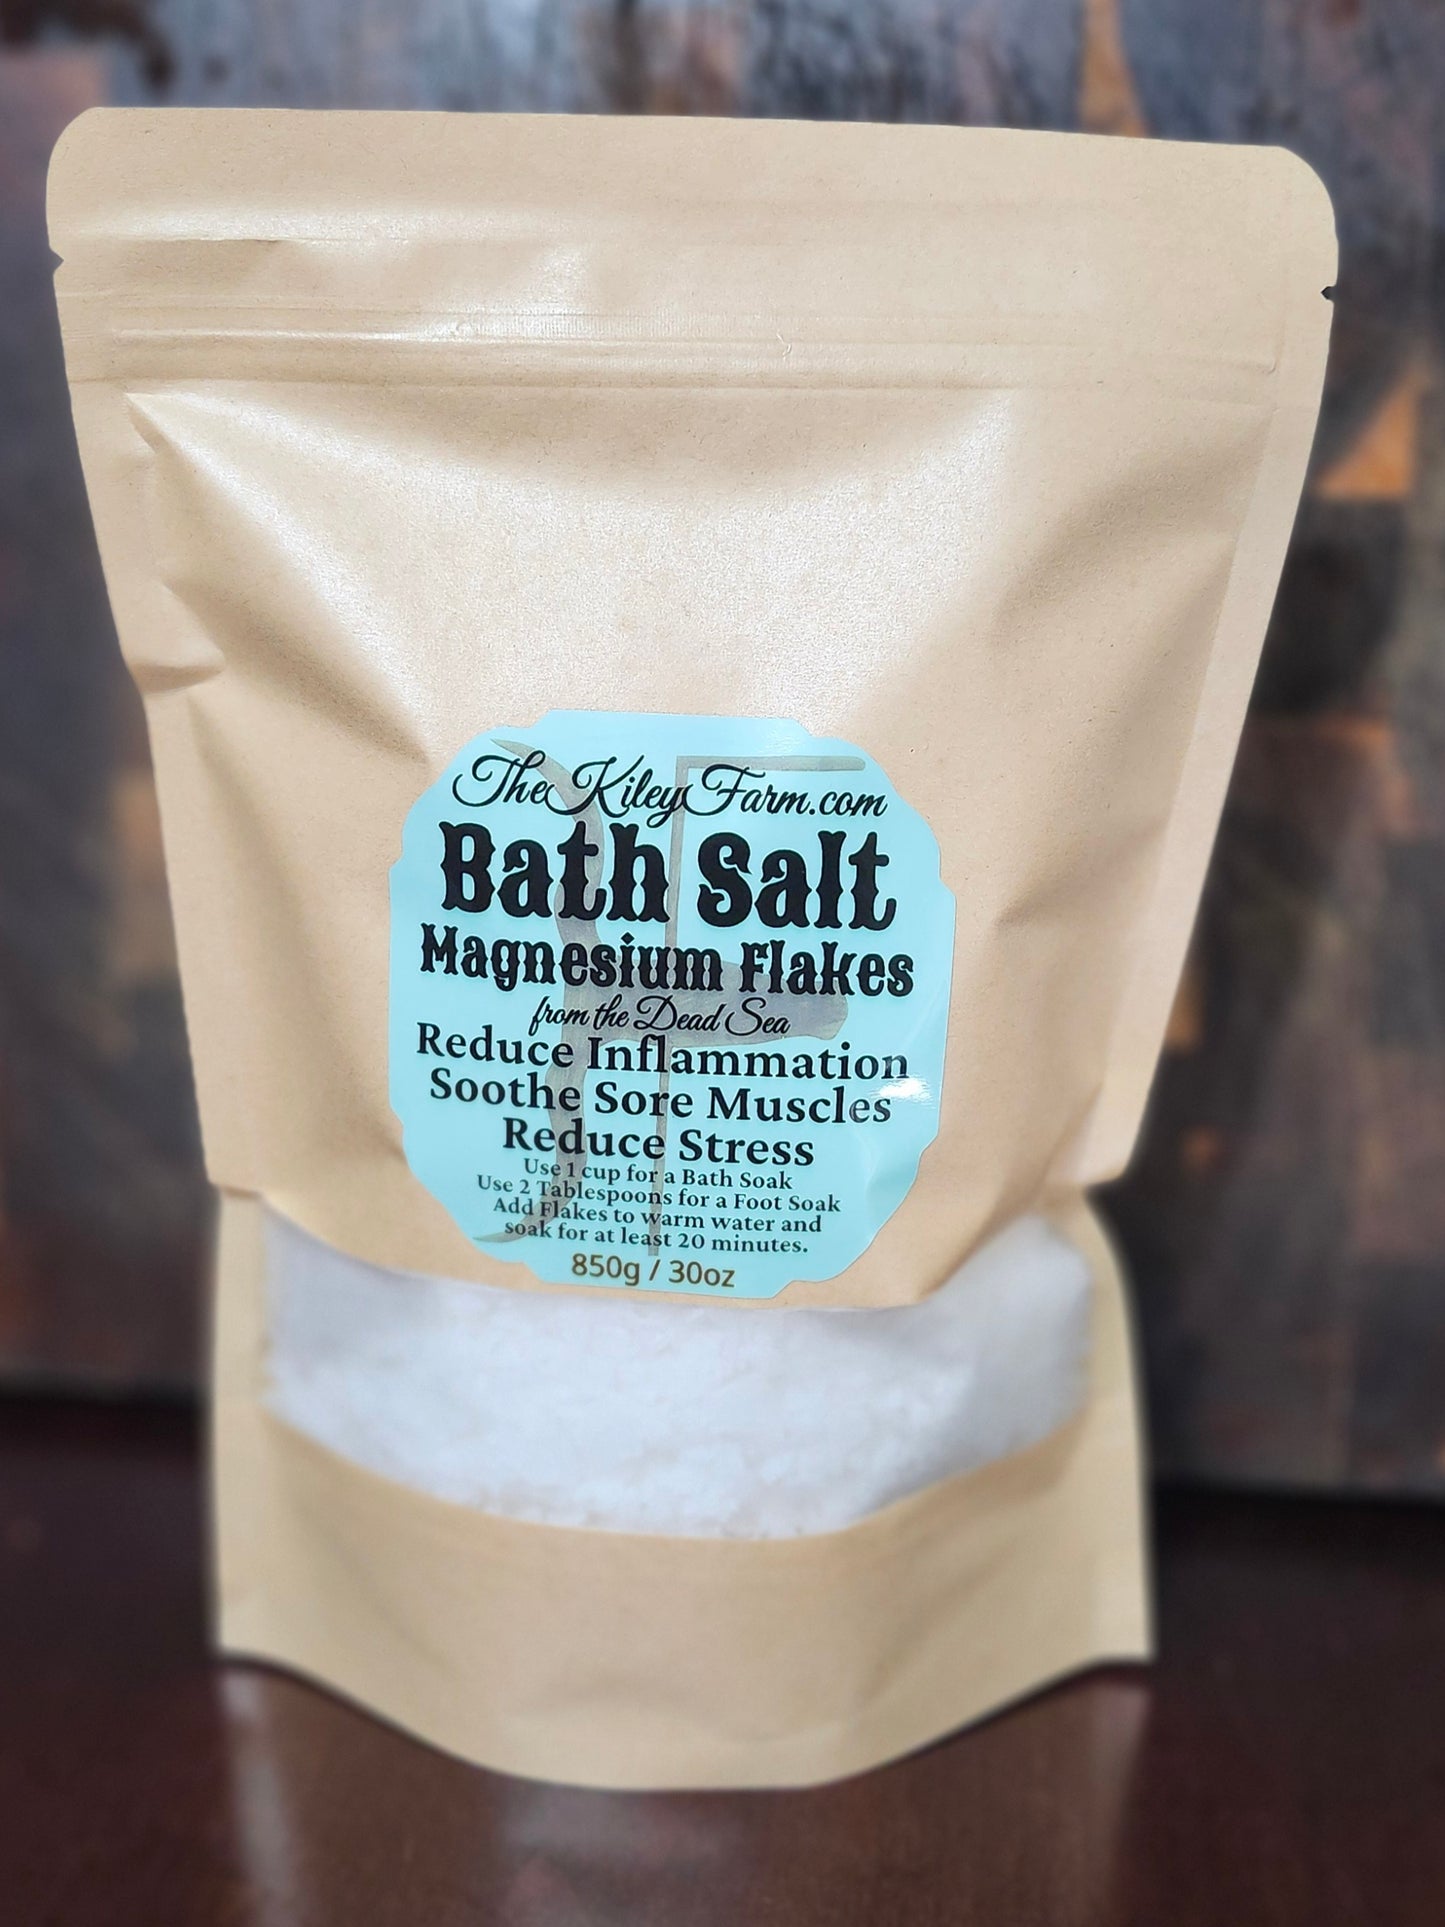 TheKileyFarm.com
Bath Salt
Magnesium Flakes
from the Dead Sea
Reduce Inflammation
Soothe Sore Muscles
Reduce Stress
Use 1 cup for a Bath Soak
Use 2 Tablespoons for a Foot Soak
Add Flakes to warm water and
soak for at least 20 minutes.
850g / 30oz